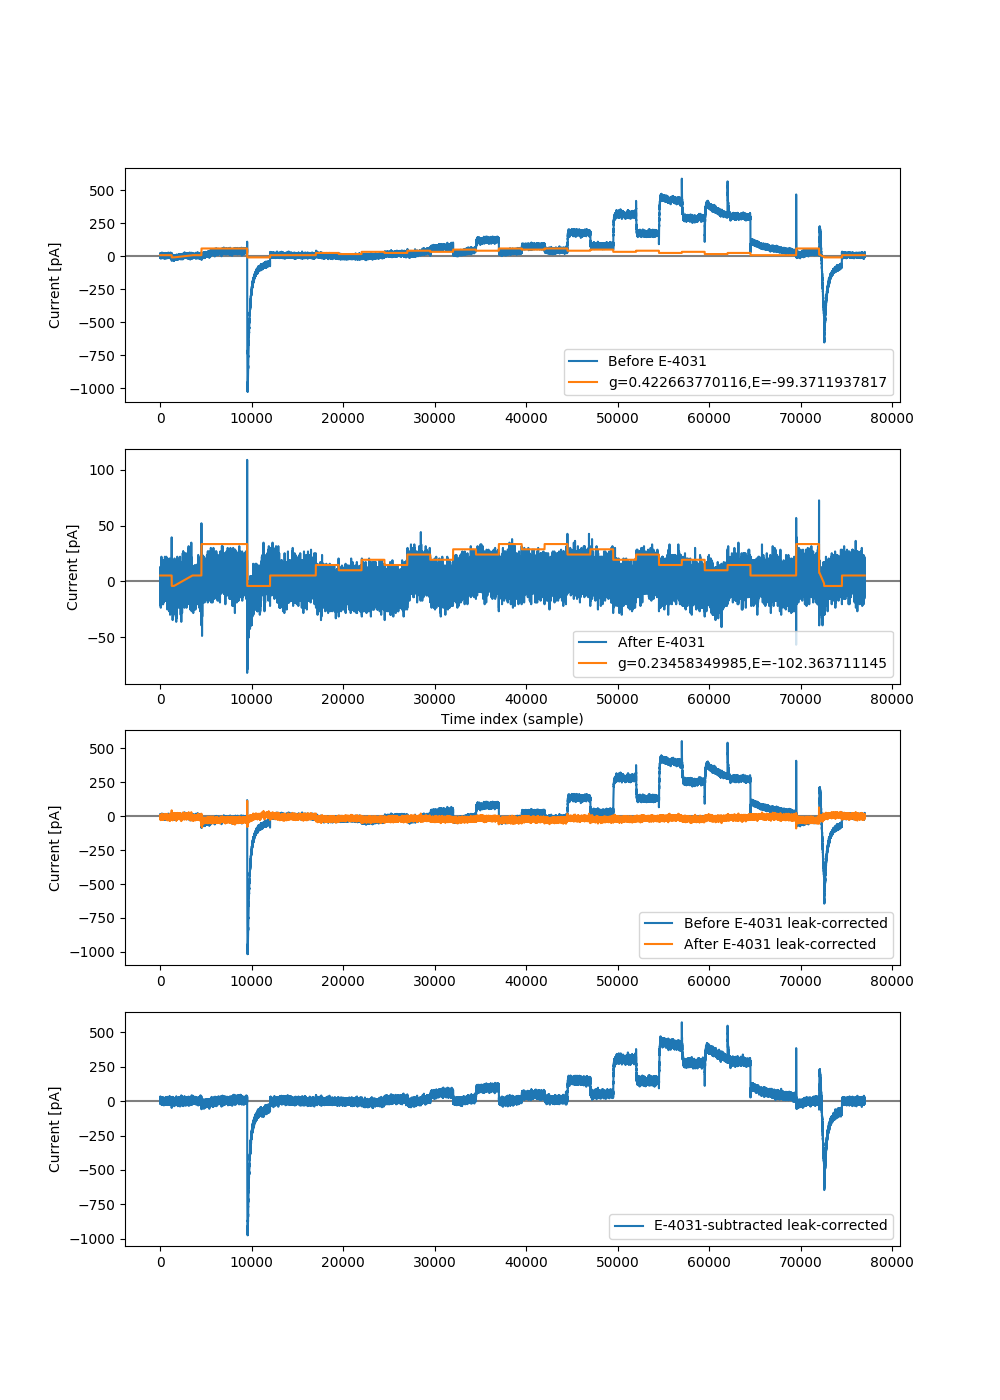 500
250
0
−250
−500
−750
−1000
Current [pA]
Before E-4031
g=0.422663770116,E=-99.3711937817
0 10000 20000 30000 40000 50000 60000 70000 80000
100
50
0
−50
Current [pA]
After E-4031
g=0.23458349985,E=-102.363711145
0 10000 20000 30000 40000 50000 60000 70000 80000
Time index (sample)
500
250
0
−250
−500
−750
−1000
Current [pA]
Before E-4031 leak-corrected
After E-4031 leak-corrected
0 10000 20000 30000 40000 50000 60000 70000 80000
500
250
0
−250
−500
−750
−1000
Current [pA]
E-4031-subtracted leak-corrected
0 10000 20000 30000 40000 50000 60000 70000 80000